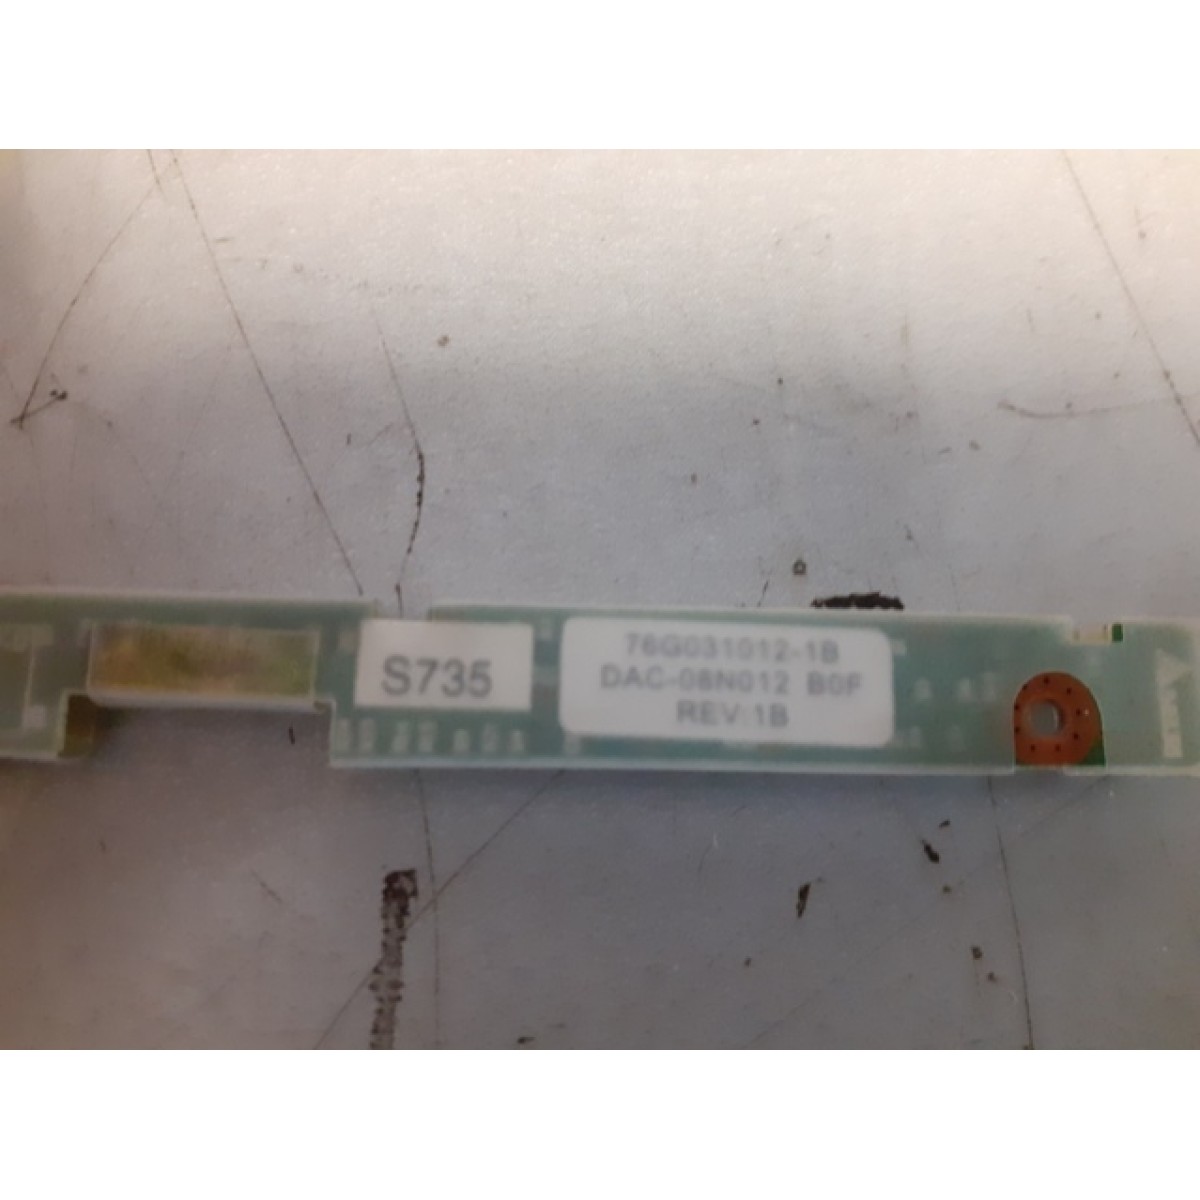 S735
76G031012-1B
DAC-08N012 B0F
REV:1B